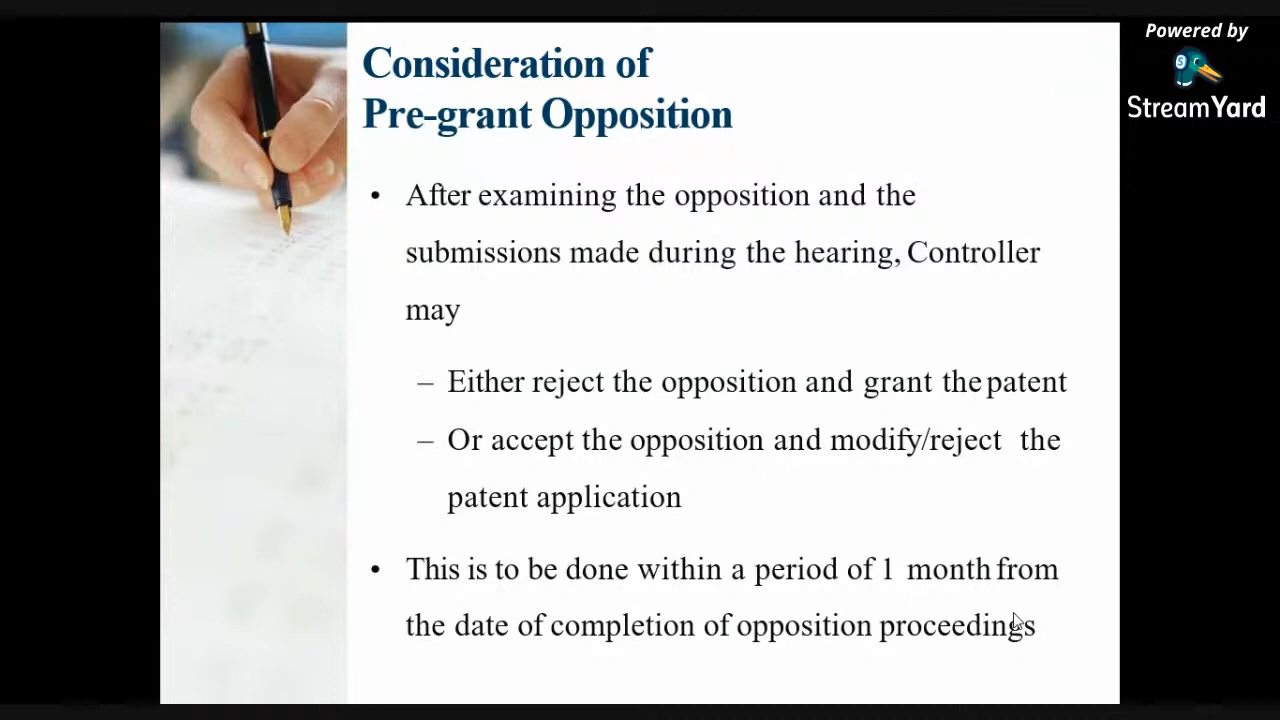 Powered by
StreamYard
Consideration of
Pre-grant Opposition
• After examining the opposition and the
submissions made during the hearing, Controller
may
– Either reject the opposition and grant the patent
– Or accept the opposition and modify/reject the
patent application
• This is to be done within a period of 1 month from
the date of completion of opposition proceedings